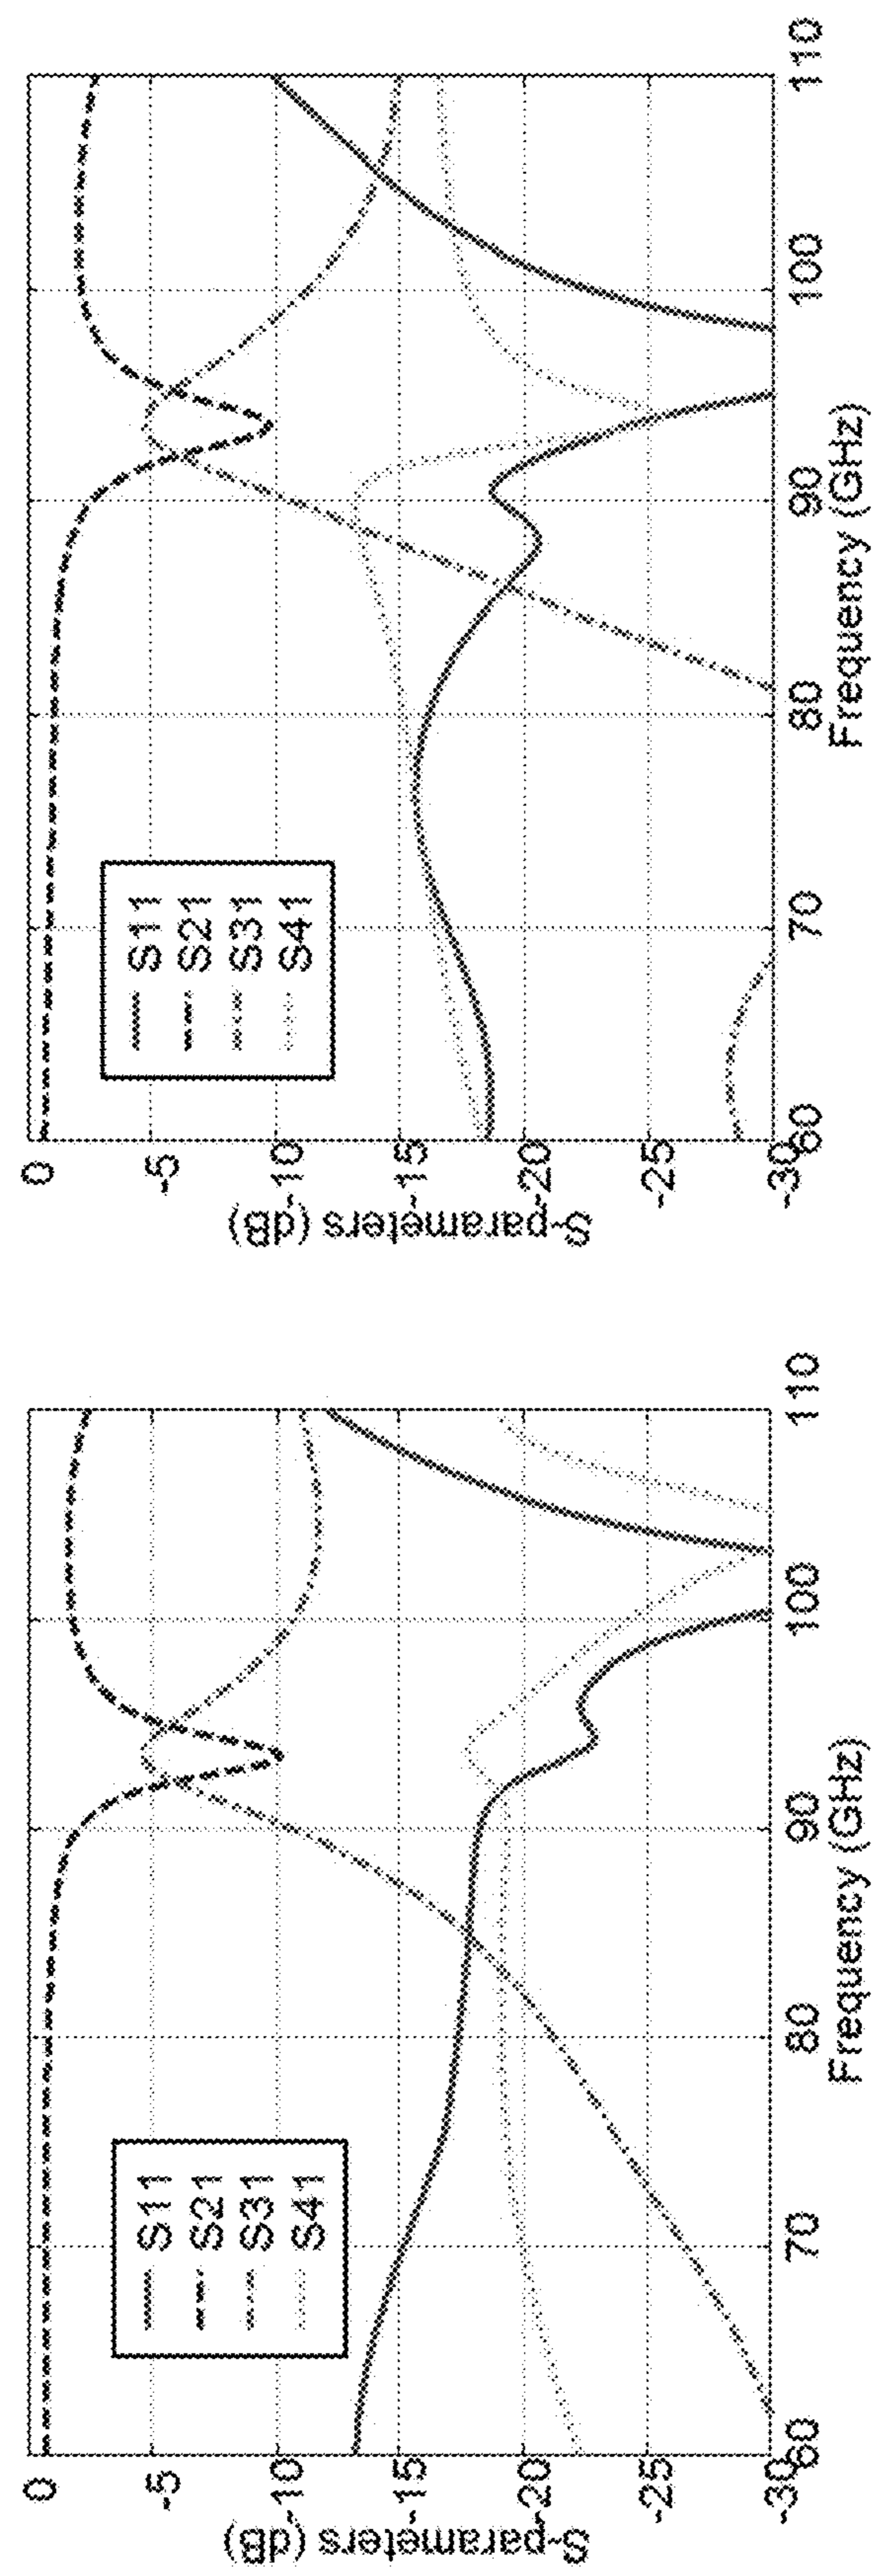 0
-5
-10
-15
-20
-25
-30
S-parameters (dB)
S11
S21
S31
S41
60
70
80
90
100
110
Frequency (GHz)
0
-5
-10
-15
-20
-25
-30
S-parameters (dB)
S11
S21
S31
S41
60
70
80
90
100
110
Frequency (GHz)